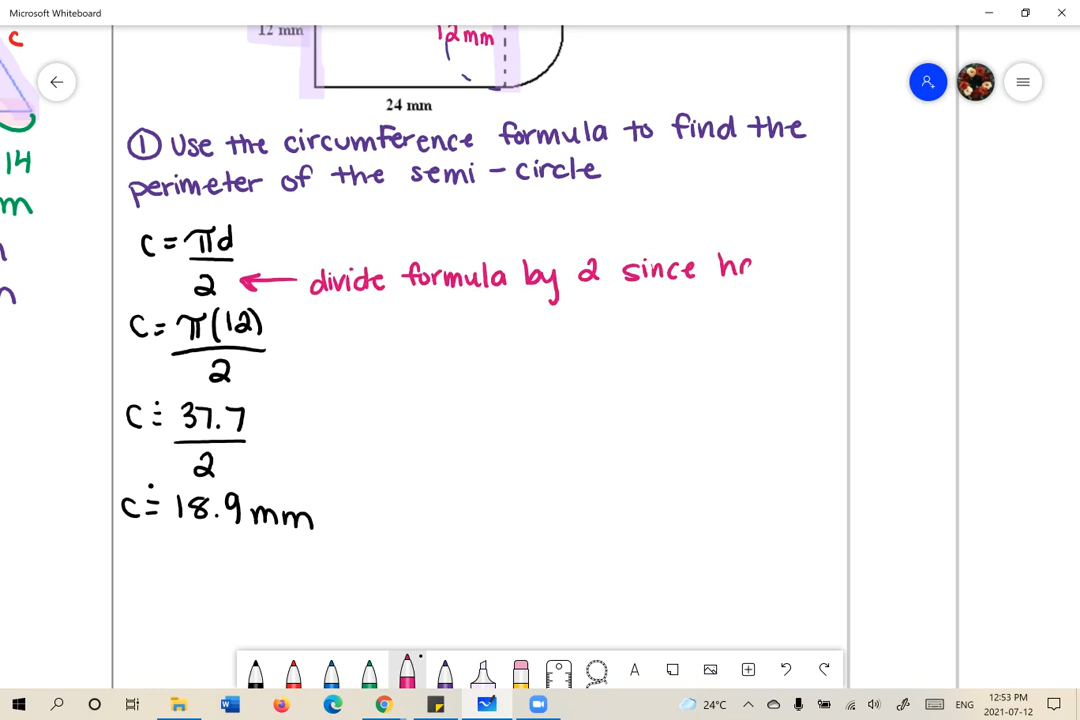 Microsoft Whiteboard
c
12 mm
12mm
24 mm
14
m
① Use the circumference formula to find the
perimeter of the semi-circle
C = πd
2
divide formula by 2 since
C = π(12)
2
C ≐ 37.7
2
C ≐ 18.9 mm
A
24°C
ENG
12:53 PM
2021-07-12